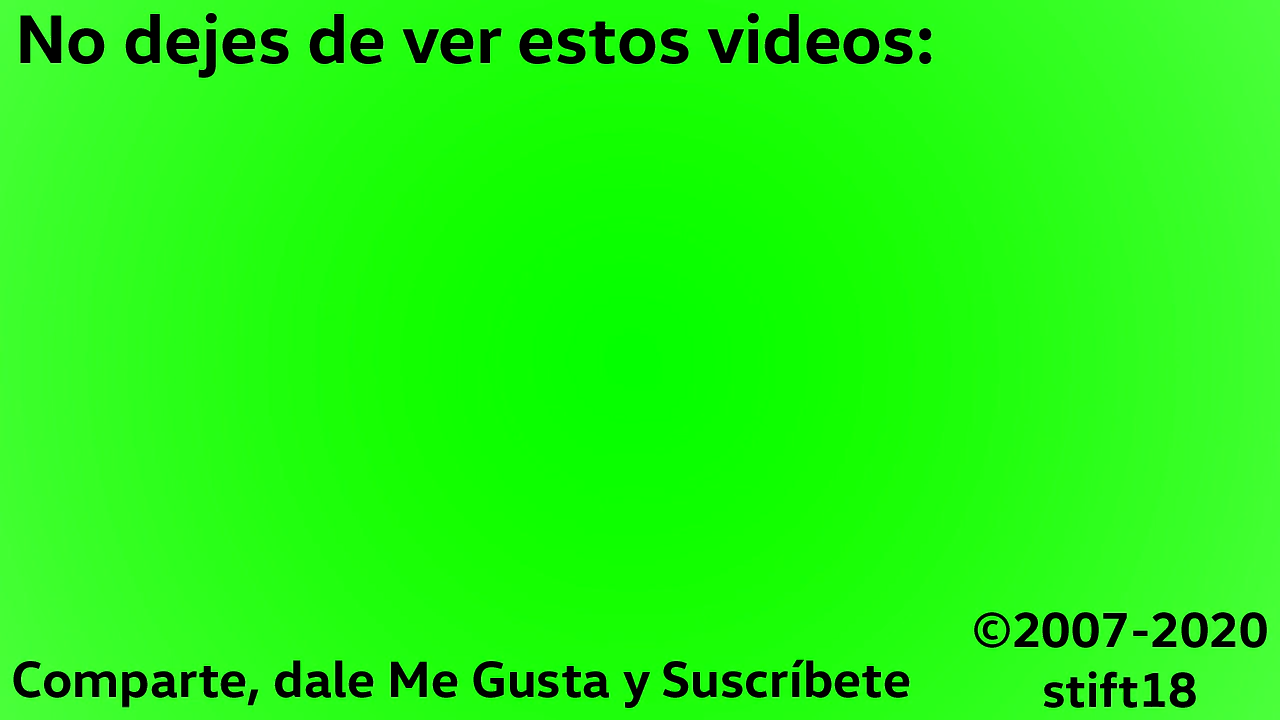 No dejes de ver estos videos:
©2007-2020
Comparte, dale Me Gusta y Suscríbete
stift18